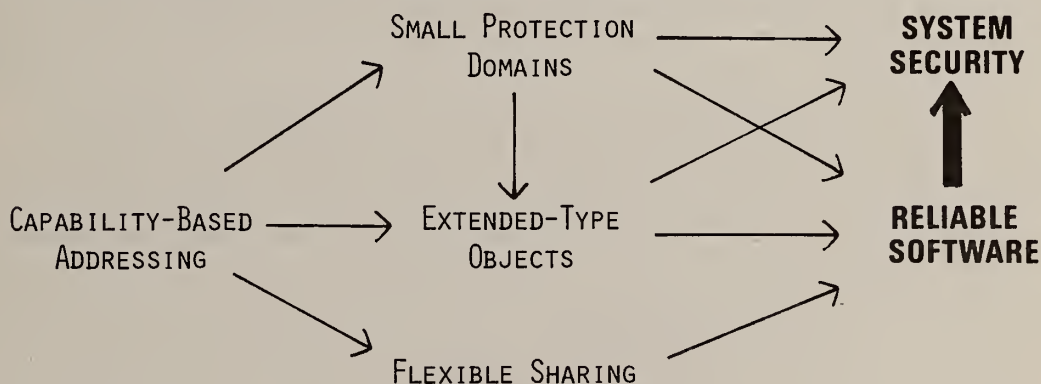 SMALL PROTECTION
DOMAINS
SYSTEM
SECURITY
CAPABILITY-BASED
ADDRESSING
EXTENDED-TYPE
OBJECTS
RELIABLE
SOFTWARE
FLEXIBLE SHARING